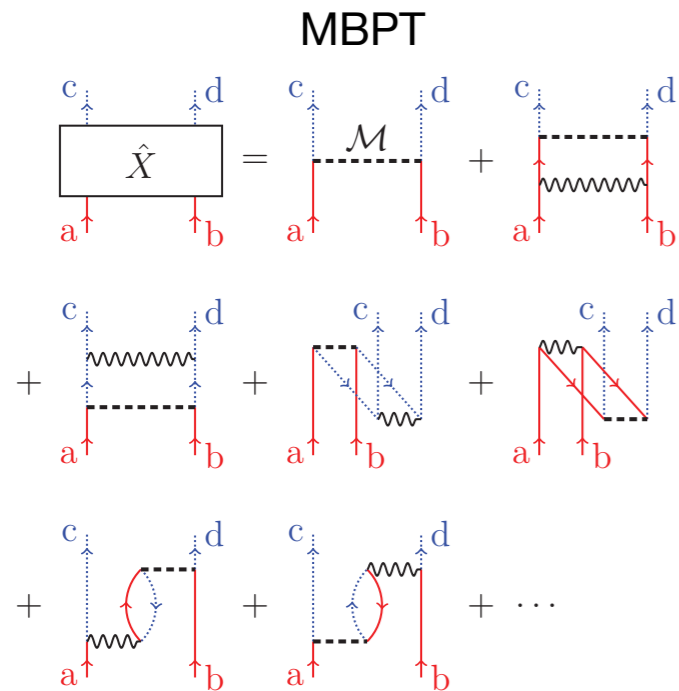 MBPT
c d c d c d
X̂ = ℳ +
a b a b a b
c d c d c d
+ + +
a b a b a b
c d c d
+ + + ···
a b a b